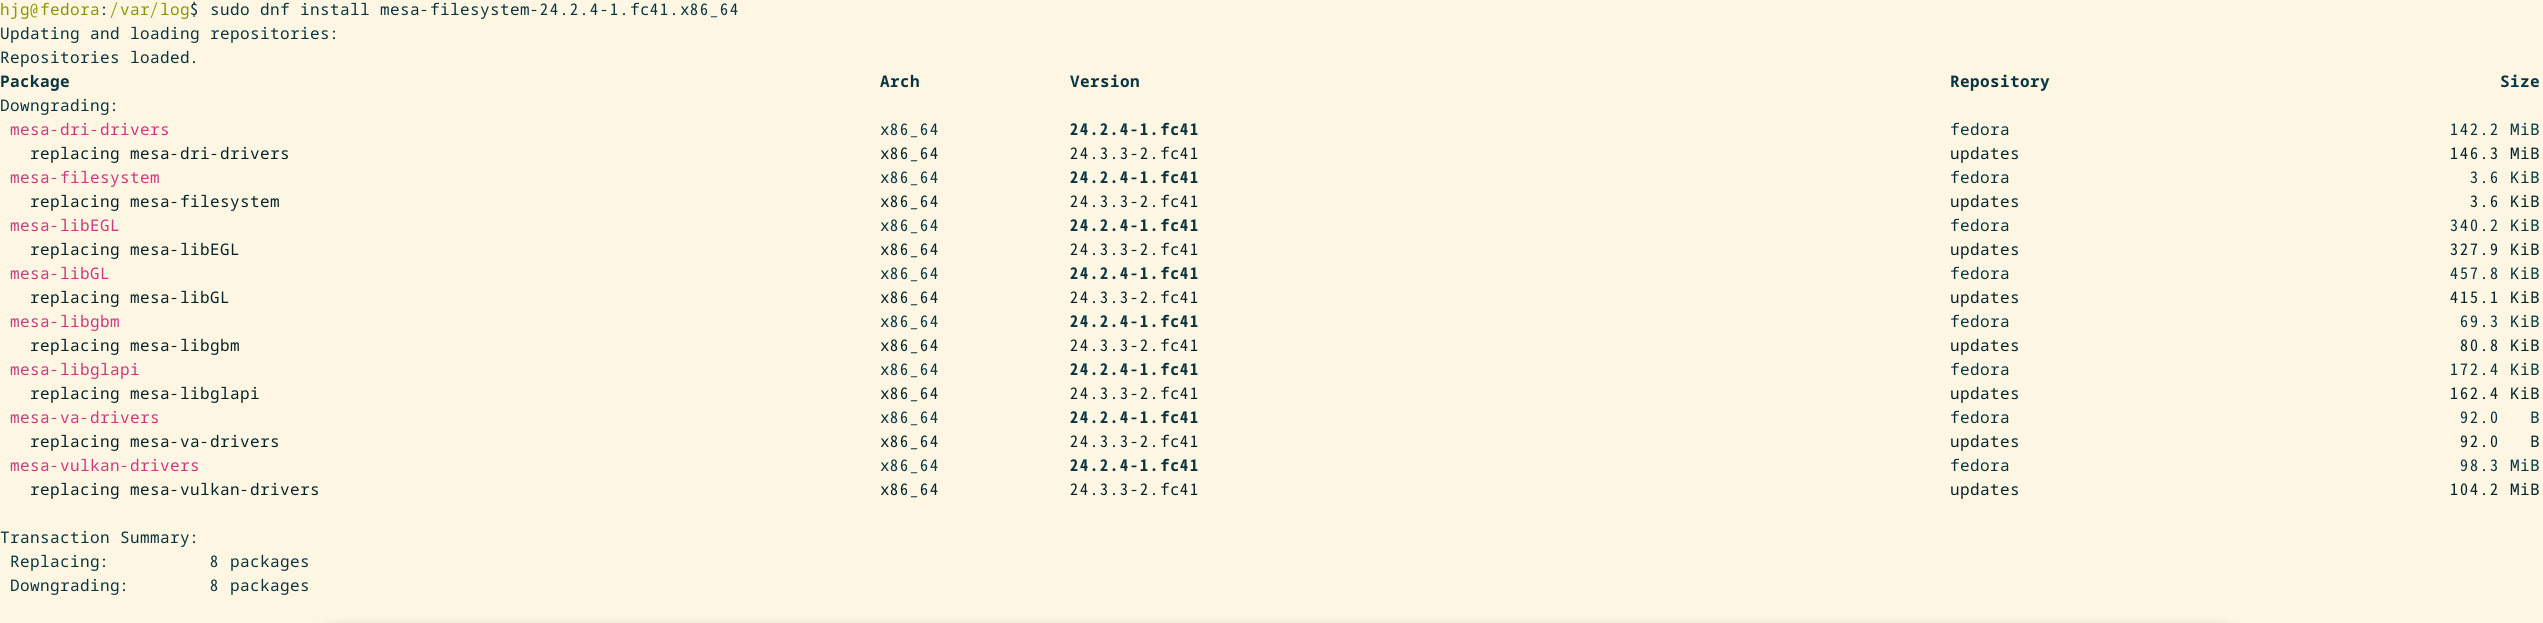 hjg@fedora:/var/log$ sudo dnf install mesa-filesystem-24.2.4-1.fc41.x86_64
Updating and loading repositories:
Repositories loaded.
Package Arch Version Repository Size
Downgrading:
mesa-dri-drivers x86_64 24.2.4-1.fc41 fedora 142.2 MiB
replacing mesa-dri-drivers x86_64 24.3.3-2.fc41 updates 146.3 MiB
mesa-filesystem x86_64 24.2.4-1.fc41 fedora 3.6 KiB
replacing mesa-filesystem x86_64 24.3.3-2.fc41 updates 3.6 KiB
mesa-libEGL x86_64 24.2.4-1.fc41 fedora 340.2 KiB
replacing mesa-libEGL x86_64 24.3.3-2.fc41 updates 327.9 KiB
mesa-libGL x86_64 24.2.4-1.fc41 fedora 457.8 KiB
replacing mesa-libGL x86_64 24.3.3-2.fc41 updates 415.1 KiB
mesa-libgbm x86_64 24.2.4-1.fc41 fedora 69.3 KiB
replacing mesa-libgbm x86_64 24.3.3-2.fc41 updates 80.8 KiB
mesa-libglapi x86_64 24.2.4-1.fc41 fedora 172.4 KiB
replacing mesa-libglapi x86_64 24.3.3-2.fc41 updates 162.4 KiB
mesa-va-drivers x86_64 24.2.4-1.fc41 fedora 92.0 B
replacing mesa-va-drivers x86_64 24.3.3-2.fc41 updates 92.0 B
mesa-vulkan-drivers x86_64 24.2.4-1.fc41 fedora 98.3 MiB
replacing mesa-vulkan-drivers x86_64 24.3.3-2.fc41 updates 104.2 MiB
Transaction Summary:
Replacing: 8 packages
Downgrading: 8 packages